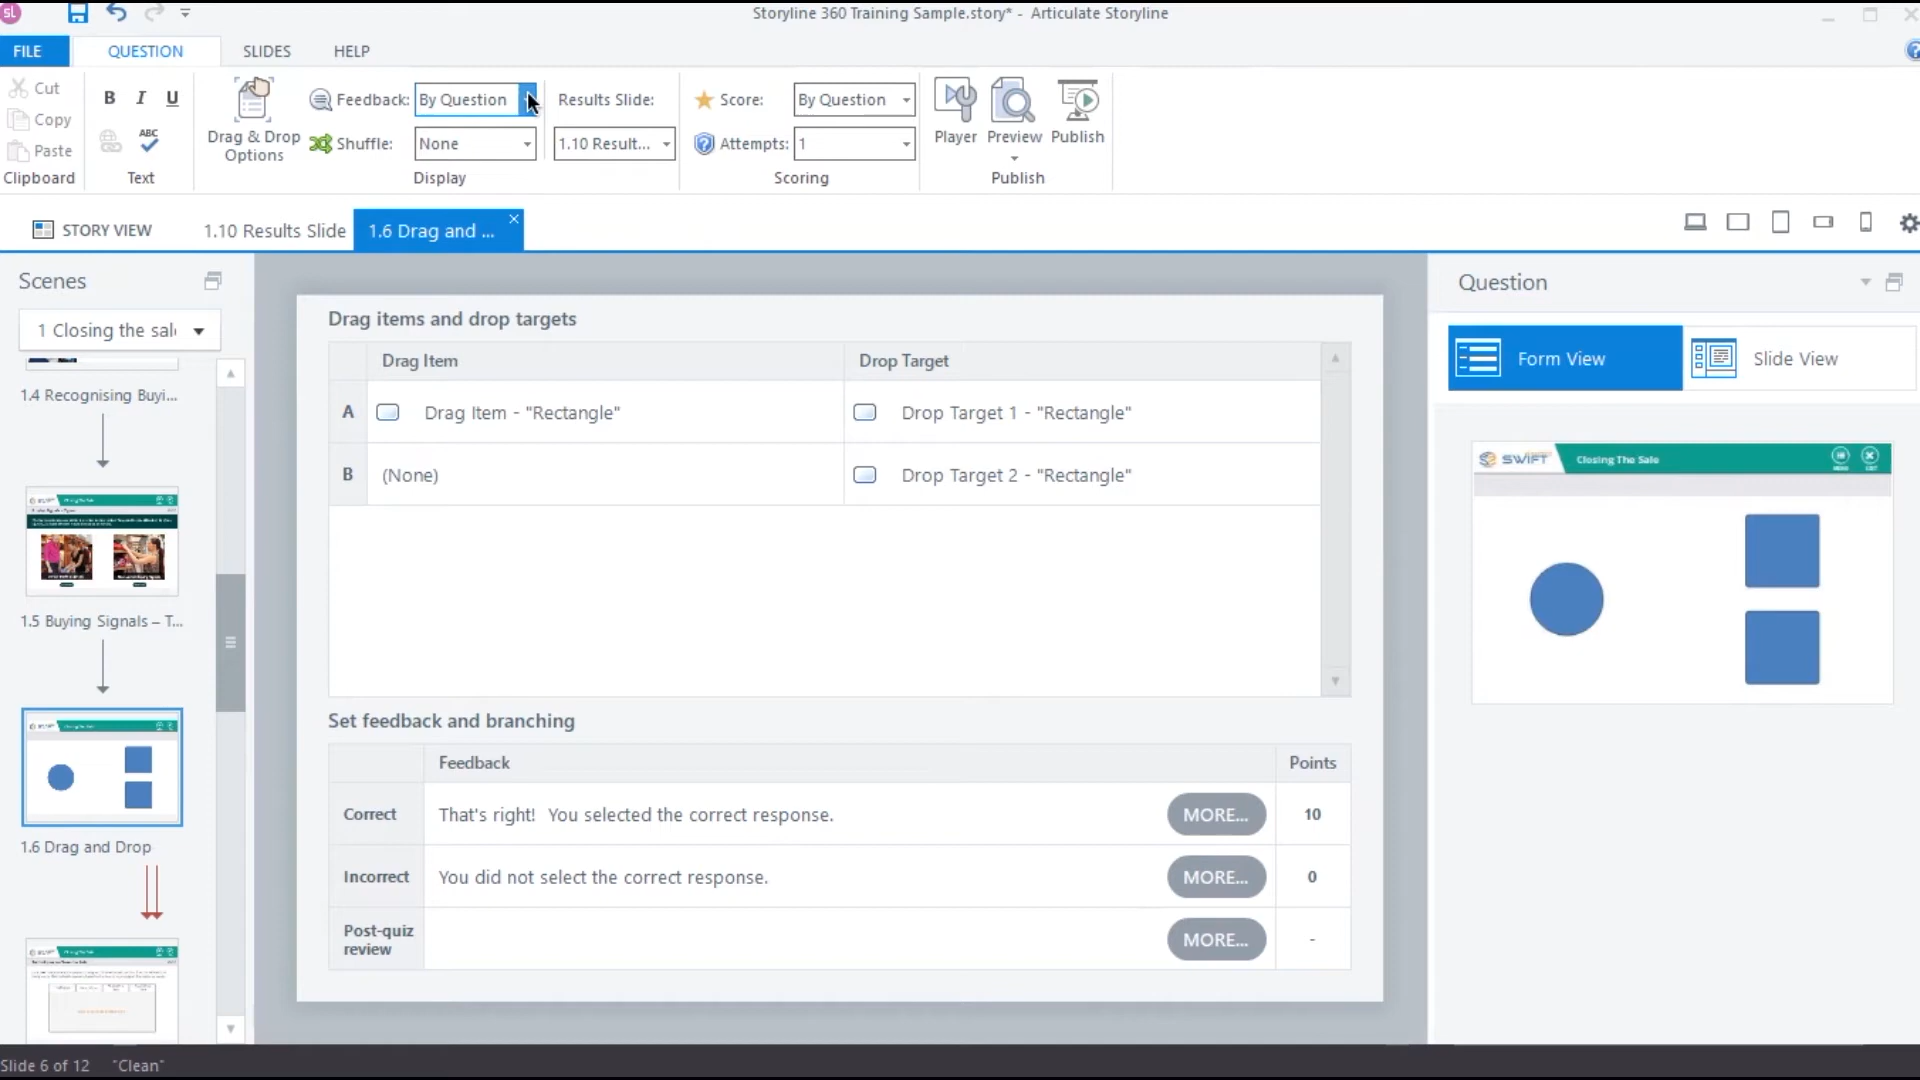 sL
Storyline 360 Training Sample.story* - Articulate Storyline
FILE
QUESTION
SLIDES
HELP
Cut
Copy
Paste
Clipboard
B I U
ABC
Text
Drag & Drop
Options
Feedback: By Question
Shuffle: None
Display
Results Slide:
1.10 Result...
Score: By Question
Attempts: 1
Scoring
Player
Preview
Publish
Publish
STORY VIEW
1.10 Results Slide
1.6 Drag and ...
Scenes
1 Closing the sal
1.4 Recognising Buyi...
1.5 Buying Signals – T...
1.6 Drag and Drop
Drag items and drop targets
Drag Item Drop Target
A Drag Item - "Rectangle" Drop Target 1 - "Rectangle"
B (None) Drop Target 2 - "Rectangle"
Set feedback and branching
Feedback Points
Correct That's right! You selected the correct response. MORE... 10
Incorrect You did not select the correct response. MORE... 0
Post-quiz
review MORE... -
Question
Form View
Slide View
SWIFT Closing The Sale
MENU EXIT
Slide 6 of 12 "Clean"